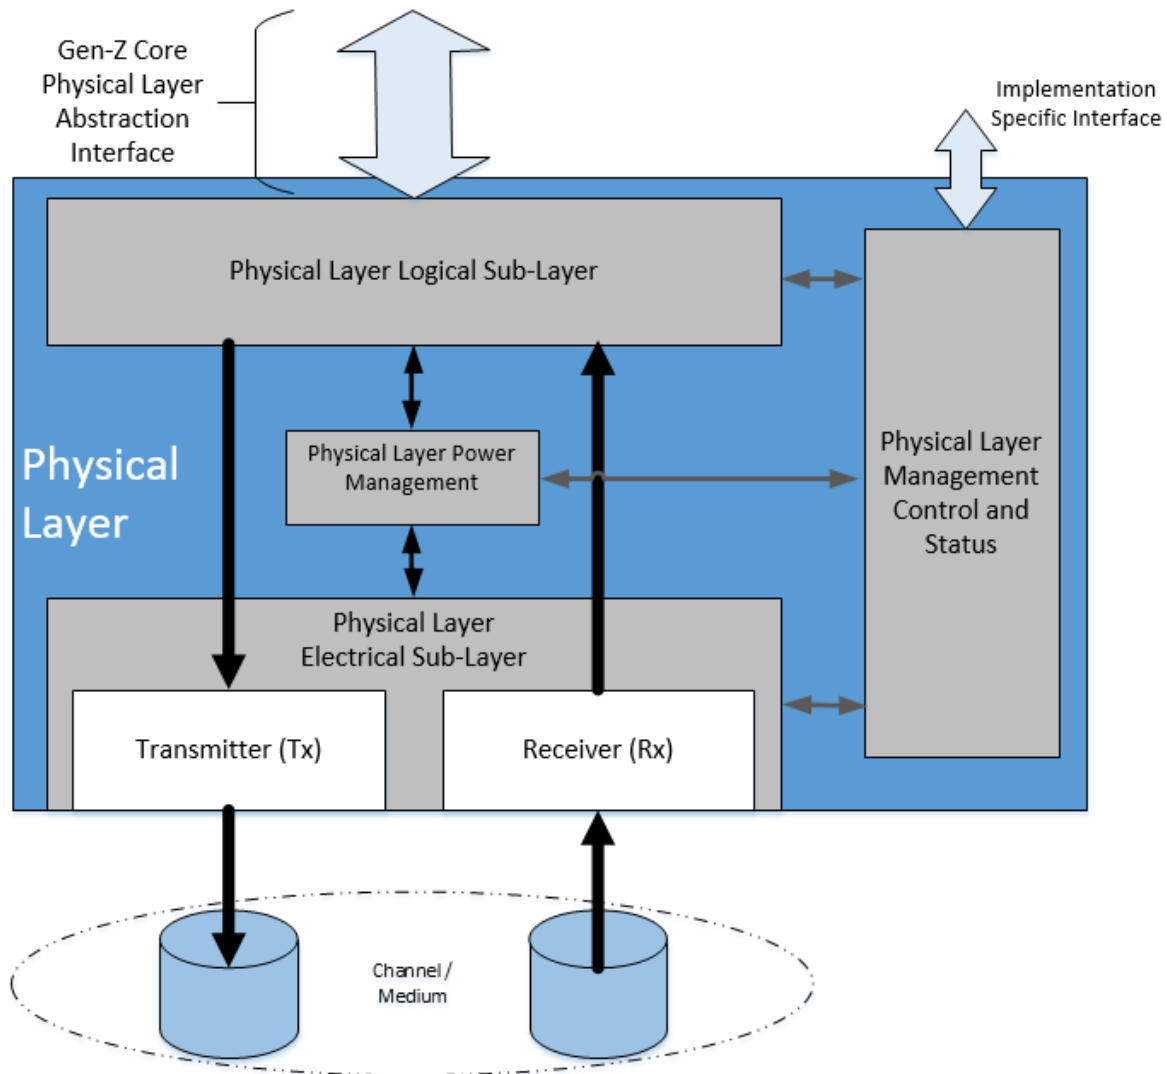 Gen-Z Core
Physical Layer
Abstraction
Interface
Implementation
Specific Interface
Physical Layer Logical Sub-Layer
Physical Layer Power
Management
Physical Layer
Management
Control and
Status
Physical
Layer
Physical Layer
Electrical Sub-Layer
Transmitter (Tx)
Receiver (Rx)
Channel /
Medium